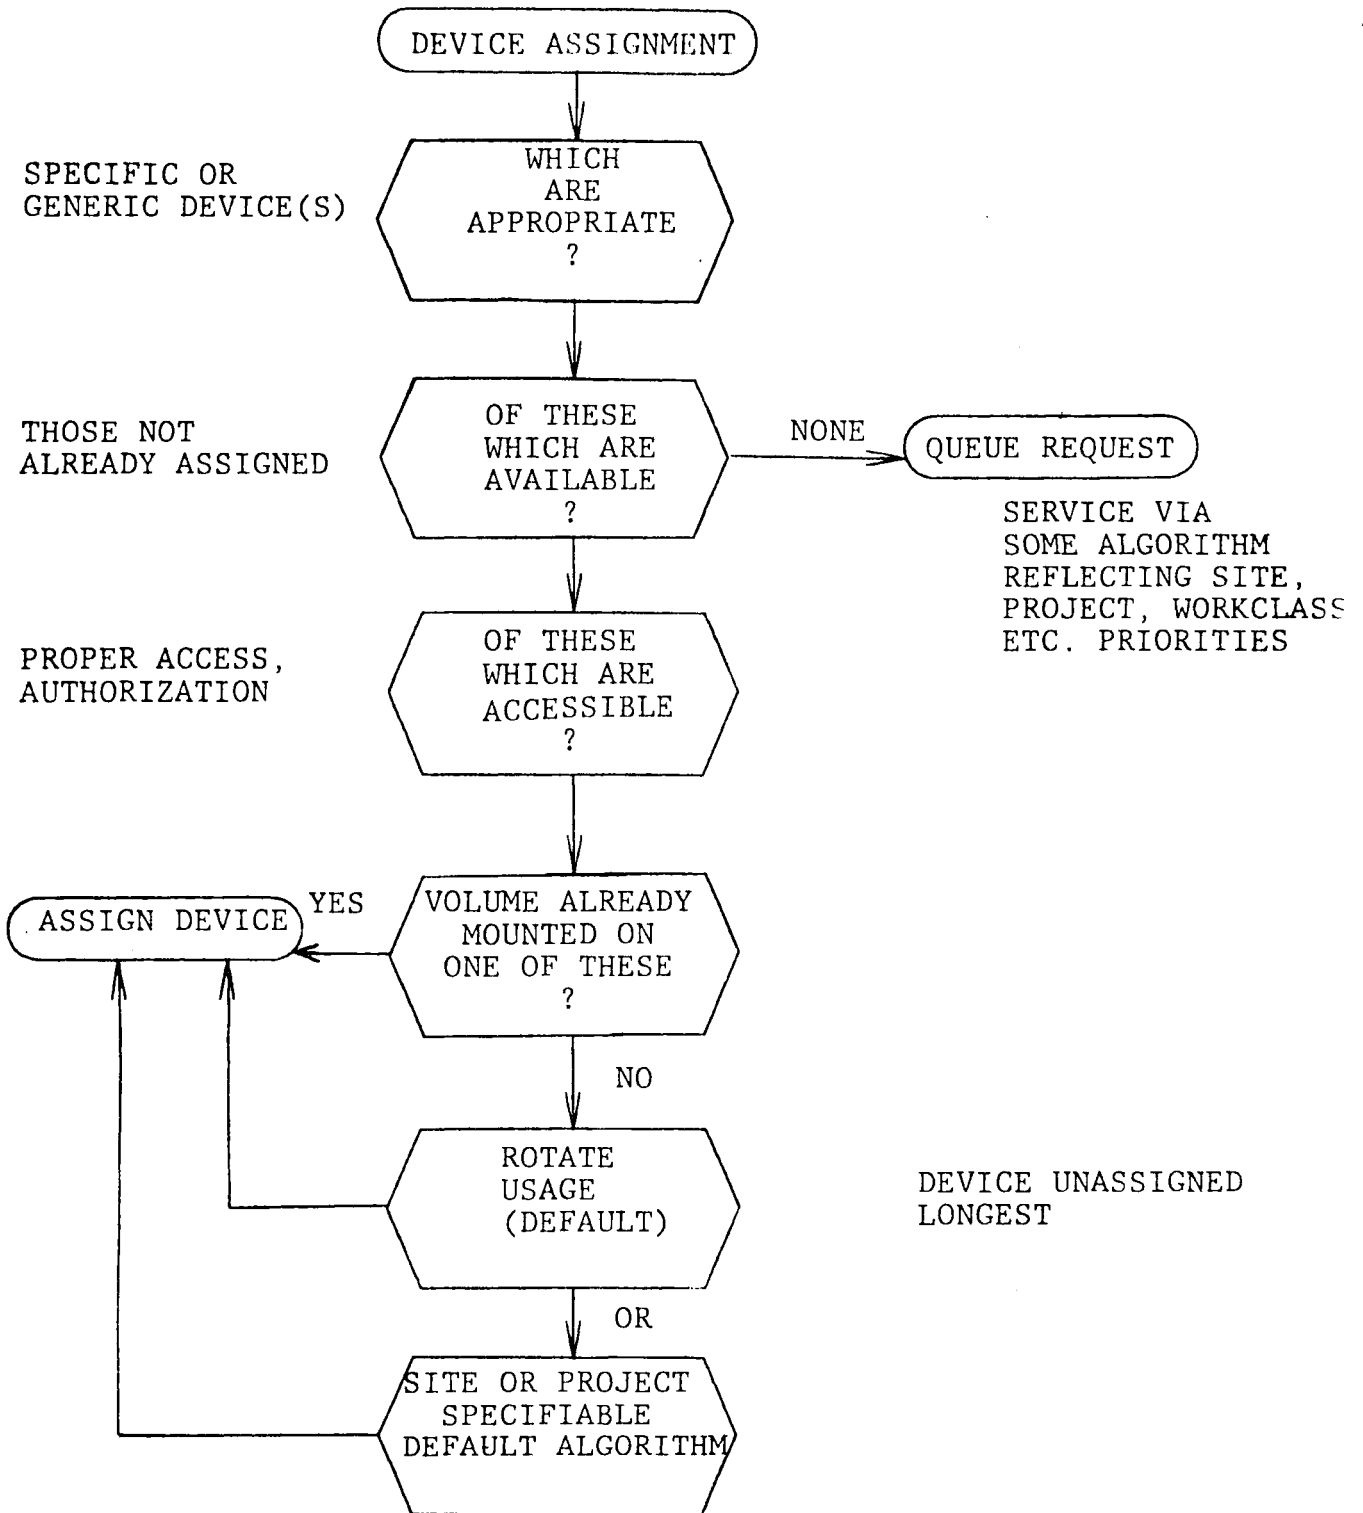 DEVICE ASSIGNMENT
SPECIFIC OR
GENERIC DEVICE(S)
WHICH
ARE
APPROPRIATE
?
THOSE NOT
ALREADY ASSIGNED
OF THESE
WHICH ARE
AVAILABLE
?
NONE
QUEUE REQUEST
SERVICE VIA
SOME ALGORITHM
REFLECTING SITE,
PROJECT, WORKCLASS
ETC. PRIORITIES
PROPER ACCESS,
AUTHORIZATION
OF THESE
WHICH ARE
ACCESSIBLE
?
ASSIGN DEVICE
YES
VOLUME ALREADY
MOUNTED ON
ONE OF THESE
?
NO
ROTATE
USAGE
(DEFAULT)
DEVICE UNASSIGNED
LONGEST
OR
SITE OR PROJECT
SPECIFIABLE
DEFAULT ALGORITHM